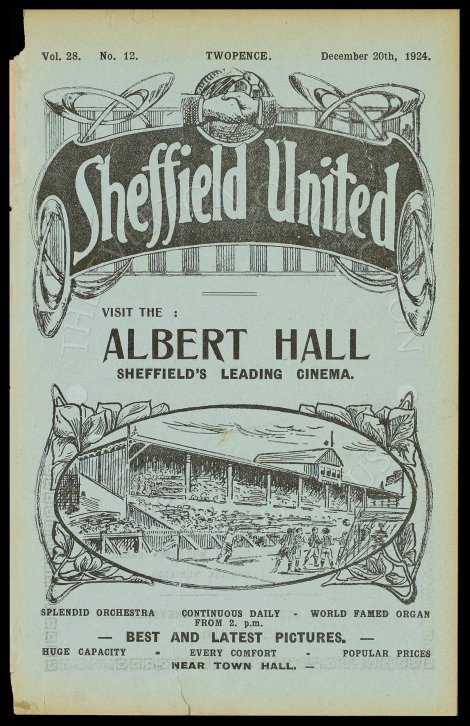 Vol. 28. No. 12. TWOPENCE. December 20th, 1924.
Sheffield United
VISIT THE :
ALBERT HALL
SHEFFIELD'S LEADING CINEMA.
SPLENDID ORCHESTRA CONTINUOUS DAILY - WORLD FAMED ORGAN
FROM 2. p.m.
— BEST AND LATEST PICTURES. —
HUGE CAPACITY - EVERY COMFORT - POPULAR PRICES
NEAR TOWN HALL. —